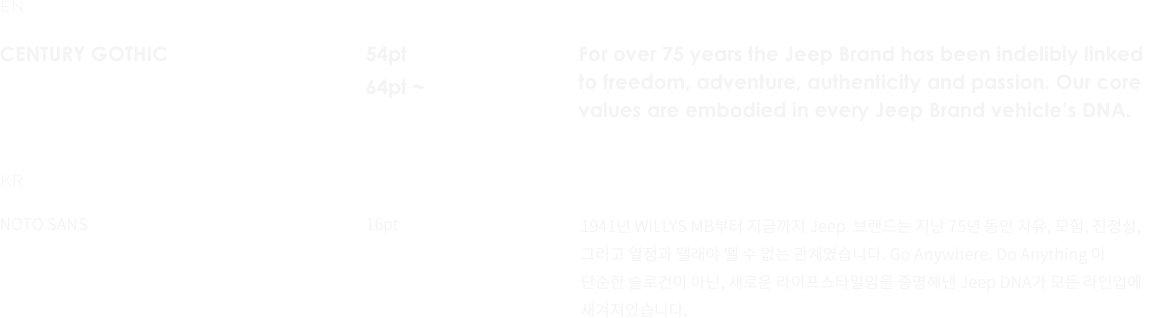 EN
CENTURY GOTHIC
54pt
64pt ~
For over 75 years the Jeep Brand has been indelibly linked
to freedom, adventure, authenticity and passion. Our core
values are embodied in every Jeep Brand vehicle's DNA.
KR
NOTO SANS
16pt
1941년 WILLYS MB부터 지금까지 Jeep 브랜드는 지난 75년 동안 자유, 모험, 진정성,
그리고 열정과 뗄래야 뗄 수 없는 관계였습니다. Go Anywhere. Do Anything 이
단순한 슬로건이 아닌, 새로운 라이프스타일임을 증명해낸 Jeep DNA가 모든 라인업에
새겨져있습니다.